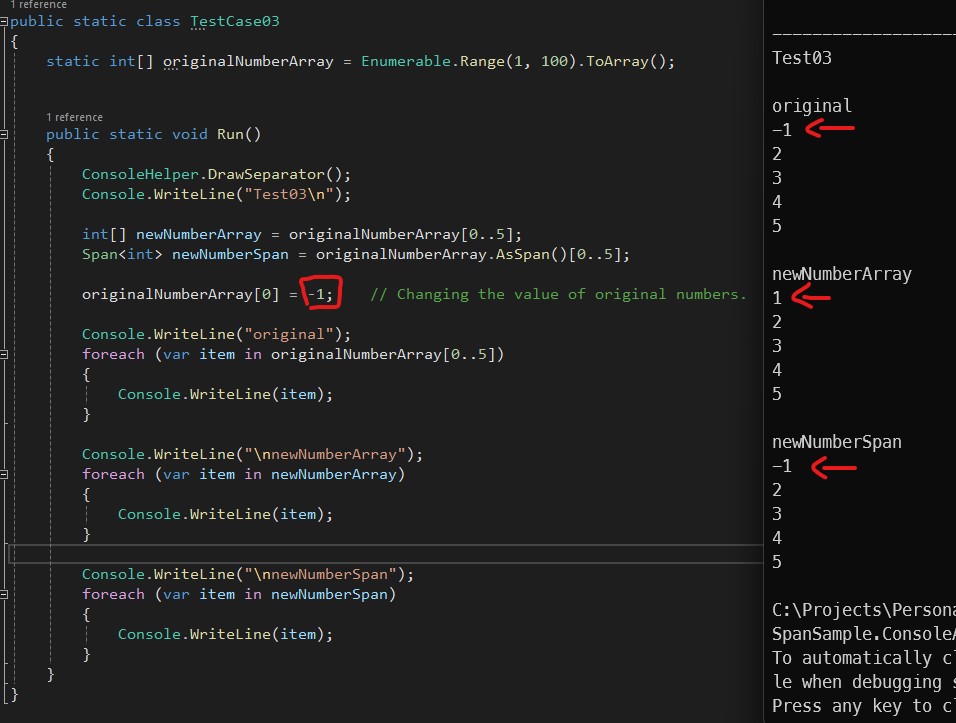 1 reference
public static class TestCase03
{
static int[] originalNumberArray = Enumerable.Range(1, 100).ToArray();
1 reference
public static void Run()
{
ConsoleHelper.DrawSeparator();
Console.WriteLine("Test03\n");
int[] newNumberArray = originalNumberArray[0..5];
Span<int> newNumberSpan = originalNumberArray.AsSpan()[0..5];
originalNumberArray[0] = -1; // Changing the value of original numbers.
Console.WriteLine("original");
foreach (var item in originalNumberArray[0..5])
{
Console.WriteLine(item);
}
Console.WriteLine("\nnewNumberArray");
foreach (var item in newNumberArray)
{
Console.WriteLine(item);
}
Console.WriteLine("\nnewNumberSpan");
foreach (var item in newNumberSpan)
{
Console.WriteLine(item);
}
}
}
--------------------
Test03
original
-1
2
3
4
5
newNumberArray
1
2
3
4
5
newNumberSpan
-1
2
3
4
5
C:\Projects\Persona
SpanSample.ConsoleA
To automatically cl
le when debugging s
Press any key to cl